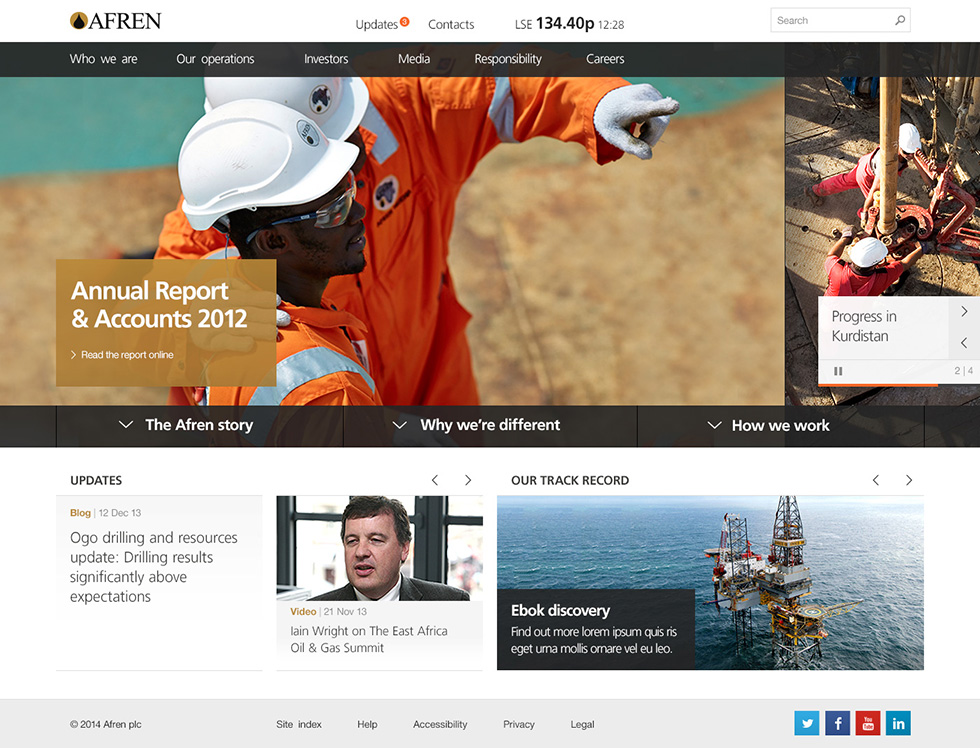 AFREN
Updates 3
Contacts
LSE 134.40p 12:28
Search
Who we are
Our operations
Investors
Media
Responsibility
Careers
AFREN
Annual Report
& Accounts 2012
Read the report online
Progress in
Kurdistan
2 | 4
The Afren story
Why we're different
How we work
UPDATES
OUR TRACK RECORD
Blog | 12 Dec 13
Ogo drilling and resources
update: Drilling results
significantly above
expectations
Video | 21 Nov 13
Iain Wright on The East Africa
Oil & Gas Summit
Ebok discovery
Find out more lorem ipsum quis ris
eget urna mollis ornare vel eu leo.
© 2014 Afren plc
Site index
Help
Accessibility
Privacy
Legal
You
Tube
in